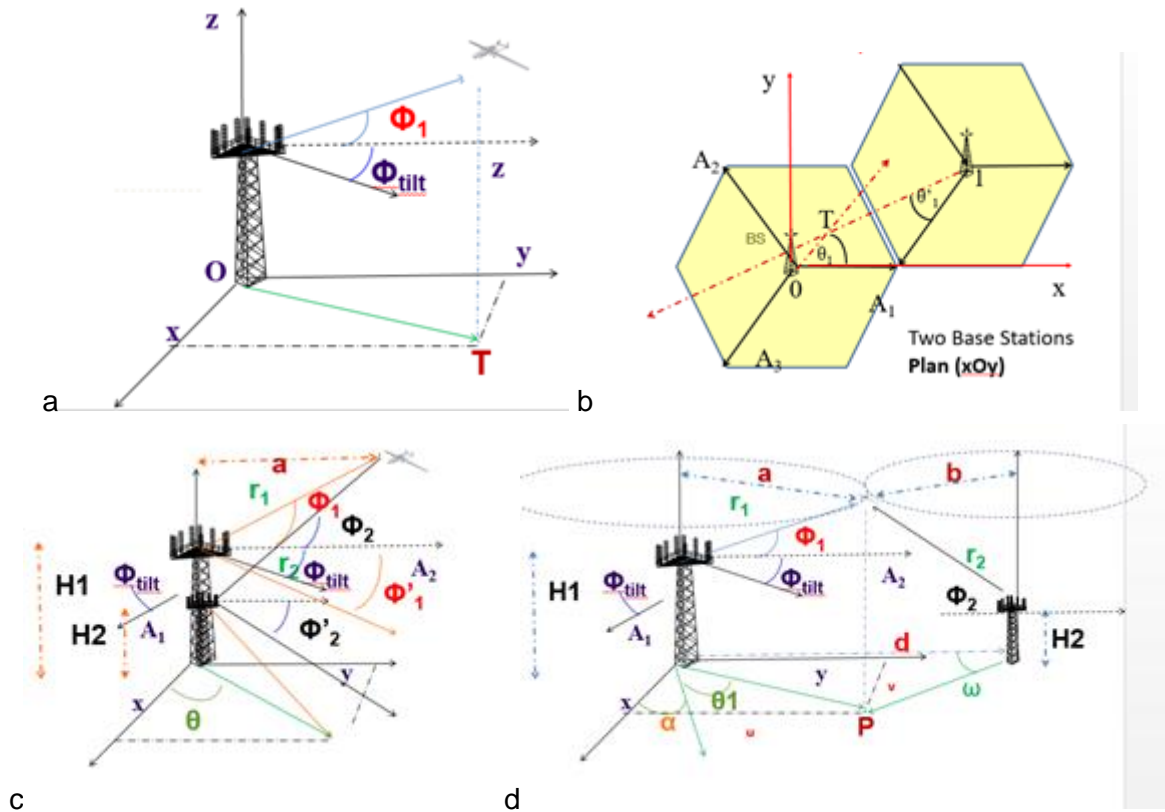 z
Φ1
Φtilt
z
O
y
x
T
a
y
A2
1
θ'1
T
BS
θ1
0
x
A1
A3
Two Base Stations
Plan (xOy)
b
a
r1
Φ1
Φ2
r2
Φtilt
A2
H1
Φtilt
Φ'1
H2
A1
Φ'2
y
x
θ
c
a
b
r1
Φ1
r2
H1
Φtilt
Φtilt
A2
Φ2
A1
H2
d
y
ω
x
θ1
v
α
u
P
d